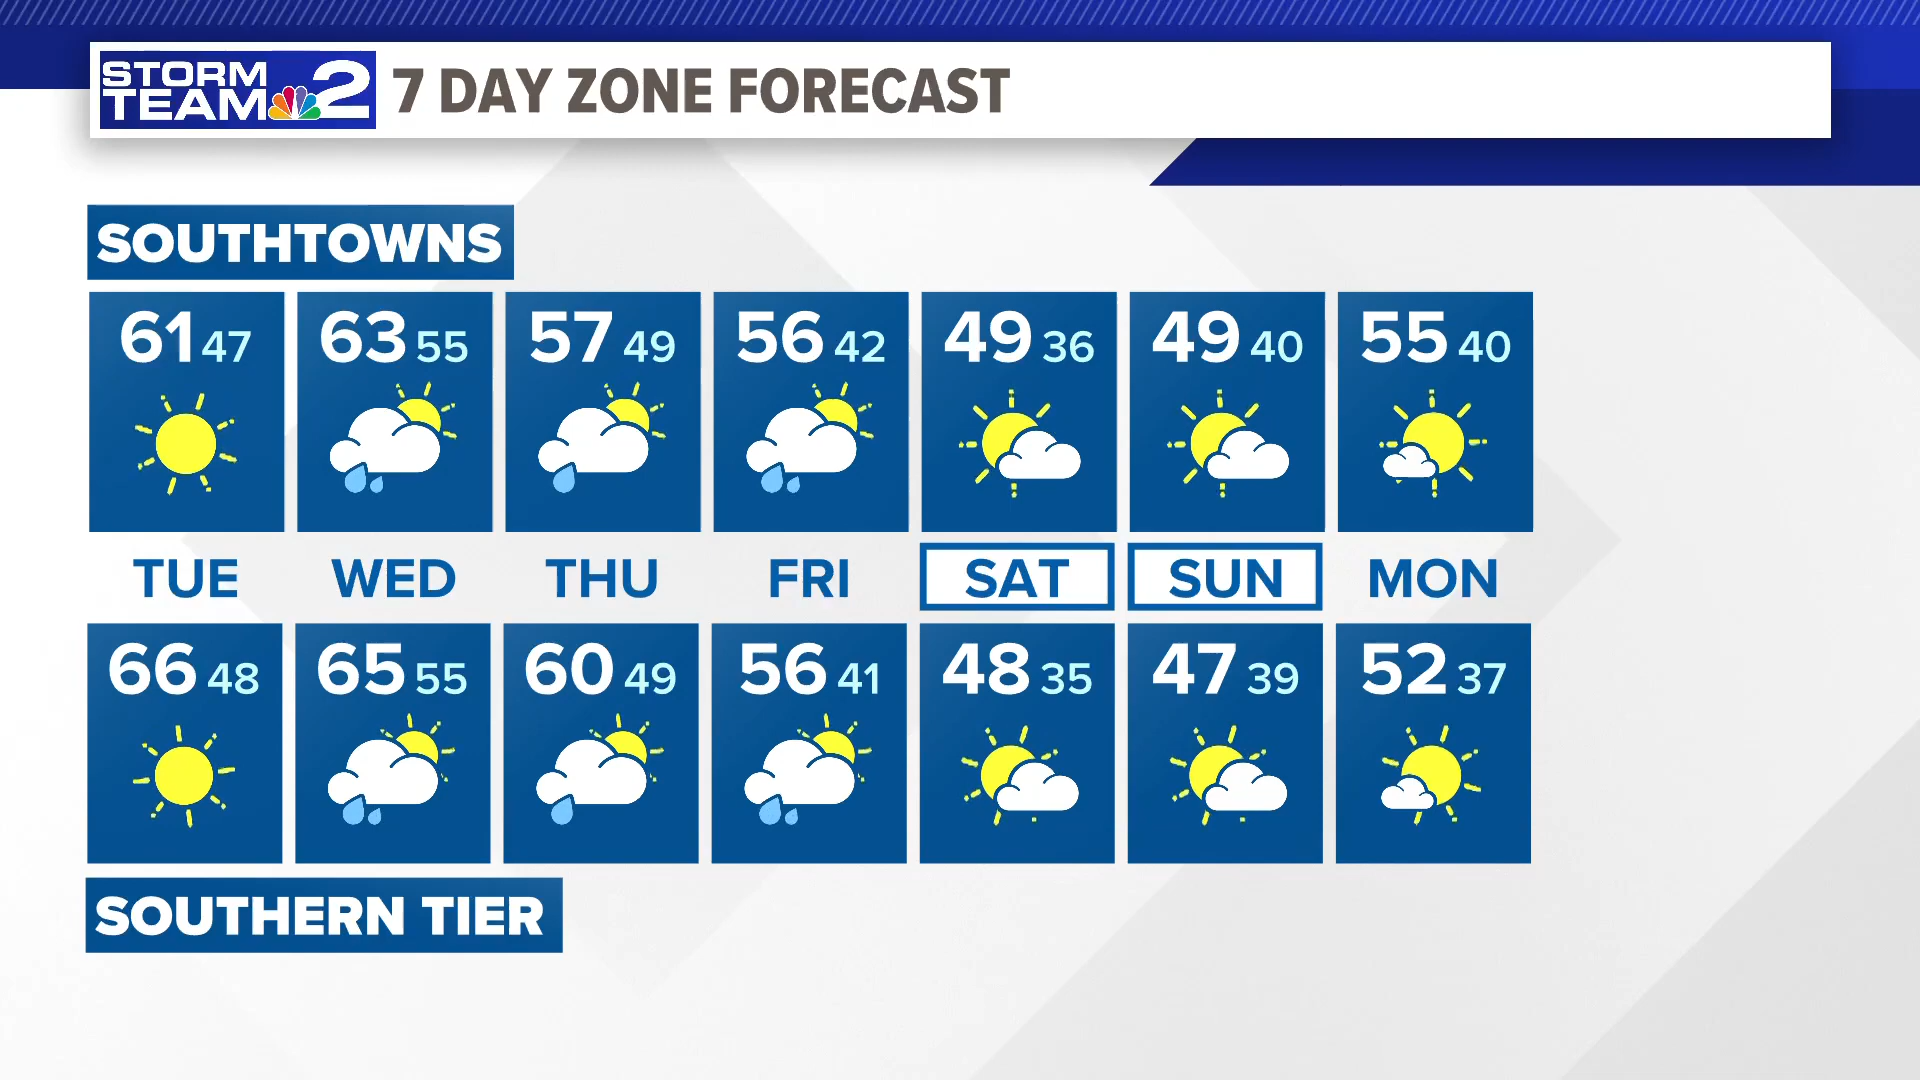 STORM
TEAM 2
7 DAY ZONE FORECAST
SOUTHTOWNS
61 47 63 55 57 49 56 42 49 36 49 40 55 40
TUE WED THU FRI SAT SUN MON
66 48 65 55 60 49 56 41 48 35 47 39 52 37
SOUTHERN TIER